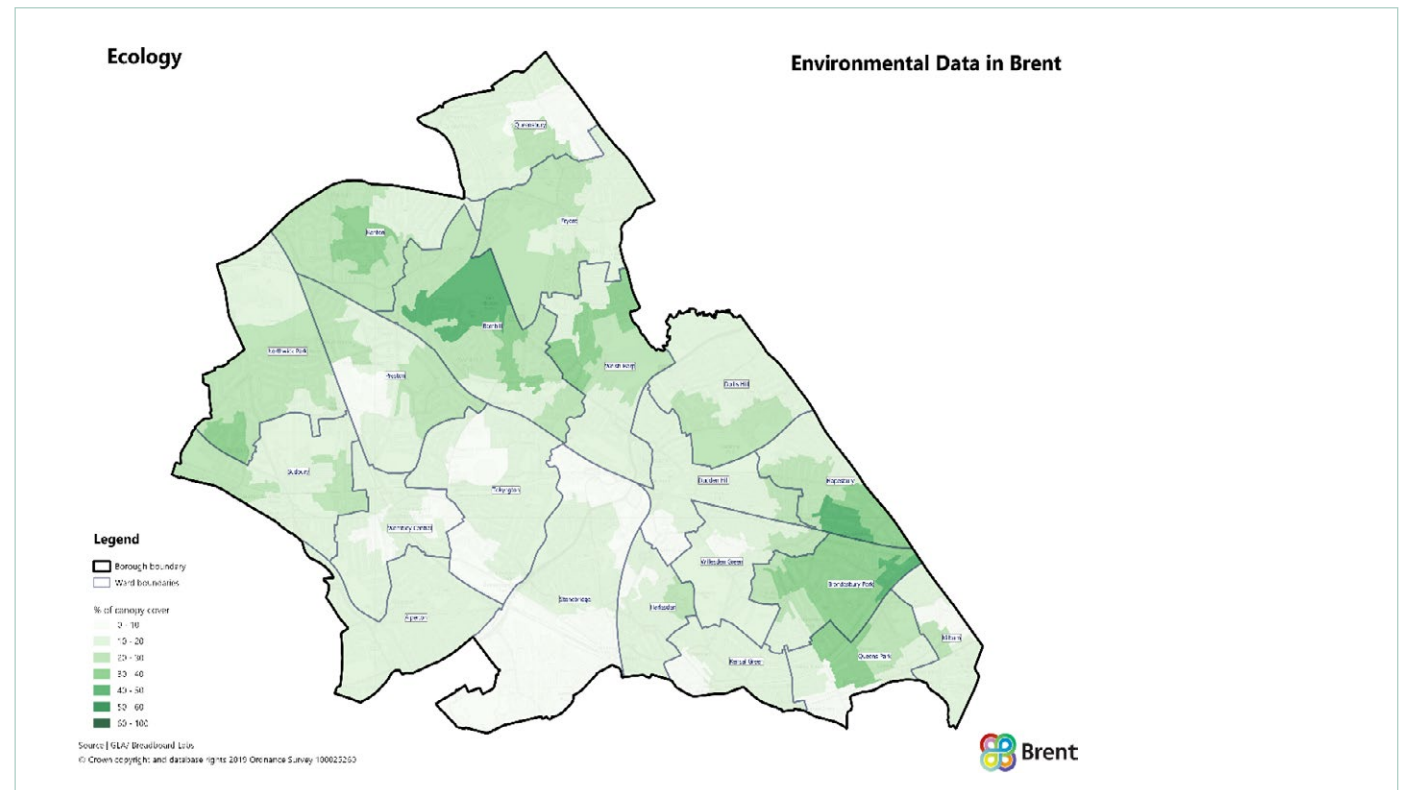 Ecology
Environmental Data in Brent
Queensbury
Fryent
Kenton
Barnhill
Northwick Park
Preston
Welsh Harp
Dollis Hill
Sudbury
Tokyngton
Dudden Hill
Mapesbury
Wembley Central
Willesden Green
Brondesbury Park
Stonebridge
Harlesden
Alperton
Kilburn
Queens Park
Kensal Green
Legend
Borough boundary
Ward boundaries
% of canopy cover
0 - 10
10 - 20
20 - 30
30 - 40
40 - 50
50 - 60
60 - 100
Source | GLA/ Breadboard Labs
© Crown copyright and database rights 2019 Ordnance Survey 100025260
Brent